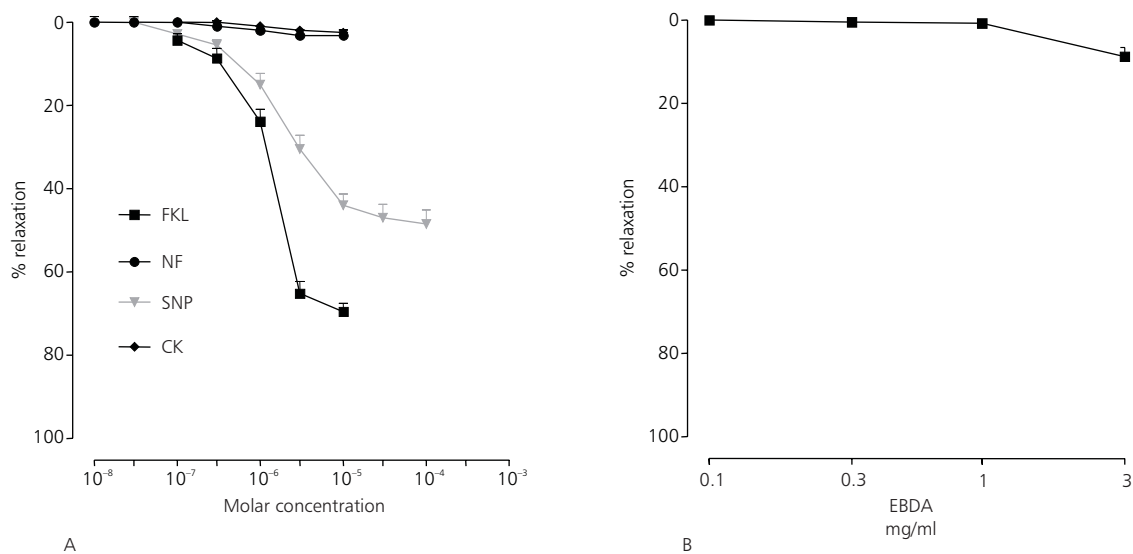 0
20
40
60
80
100
% relaxation
FKL
NF
SNP
CK
10⁻⁸
10⁻⁷
10⁻⁶
10⁻⁵
10⁻⁴
10⁻³
Molar concentration
A
0
20
40
60
80
100
% relaxation
0.1
0.3
1
3
EBDA
mg/ml
B